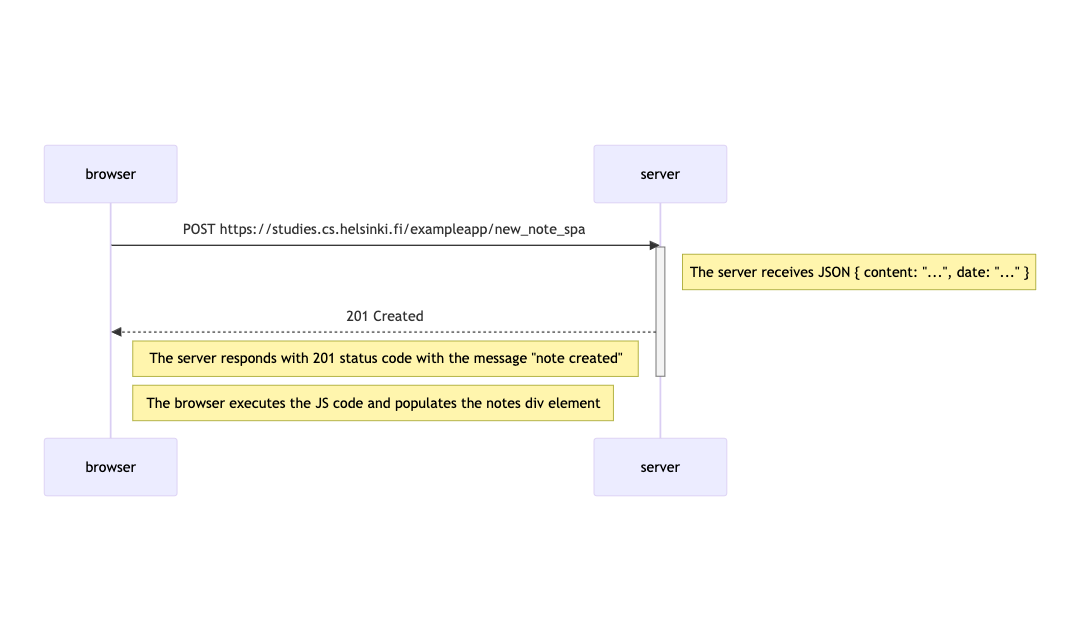 browser
server
POST https://studies.cs.helsinki.fi/exampleapp/new_note_spa
The server receives JSON { content: "...", date: "..." }
201 Created
The server responds with 201 status code with the message "note created"
The browser executes the JS code and populates the notes div element
browser
server